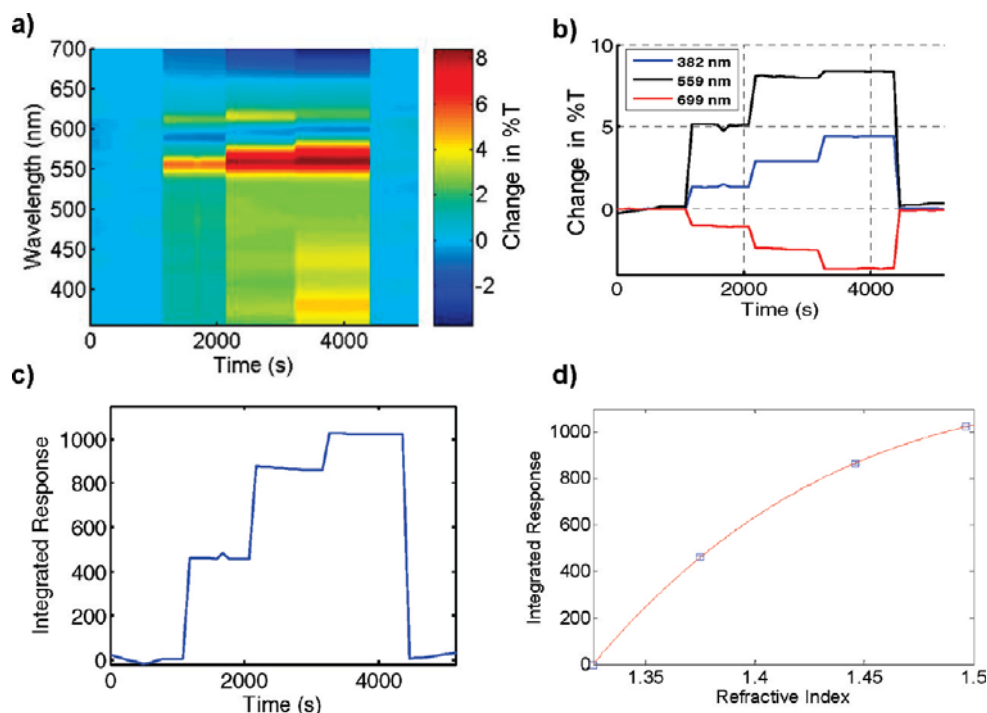 a)
700
650
600
550
500
450
400
Wavelength (nm)
0
2000
4000
Time (s)
8
6
4
2
0
-2
Change in %T
b)
10
5
0
Change in %T
382 nm
559 nm
699 nm
0
2000
4000
Time (s)
c)
1000
800
600
400
200
0
Integrated Response
0
2000
4000
Time (s)
d)
1000
800
600
400
200
0
Integrated Response
1.35
1.4
1.45
1.5
Refractive Index